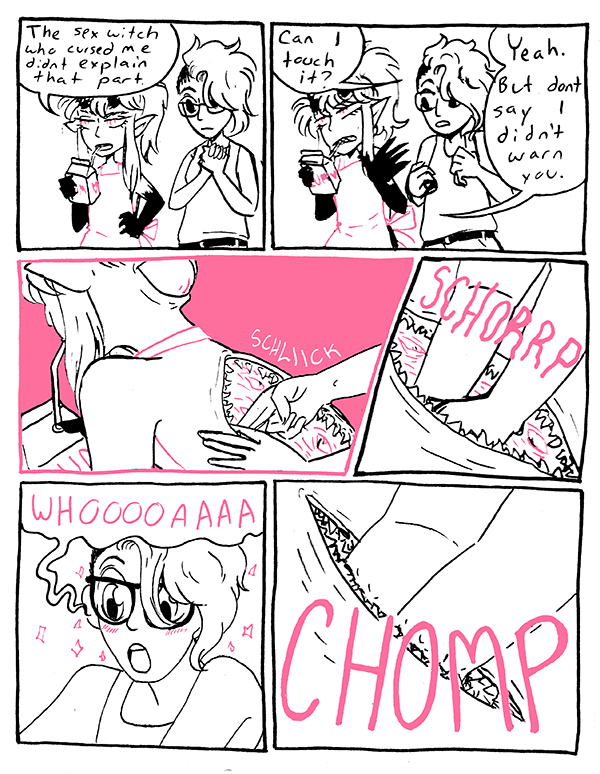 The sex witch
who cursed me
didnt explain
that part.
Can I
touch
it?
Yeah.
But dont
say I
didn't
warn
you.
SCHLIICK
SCHORRP
WHOOOOAAAA
CHOMP